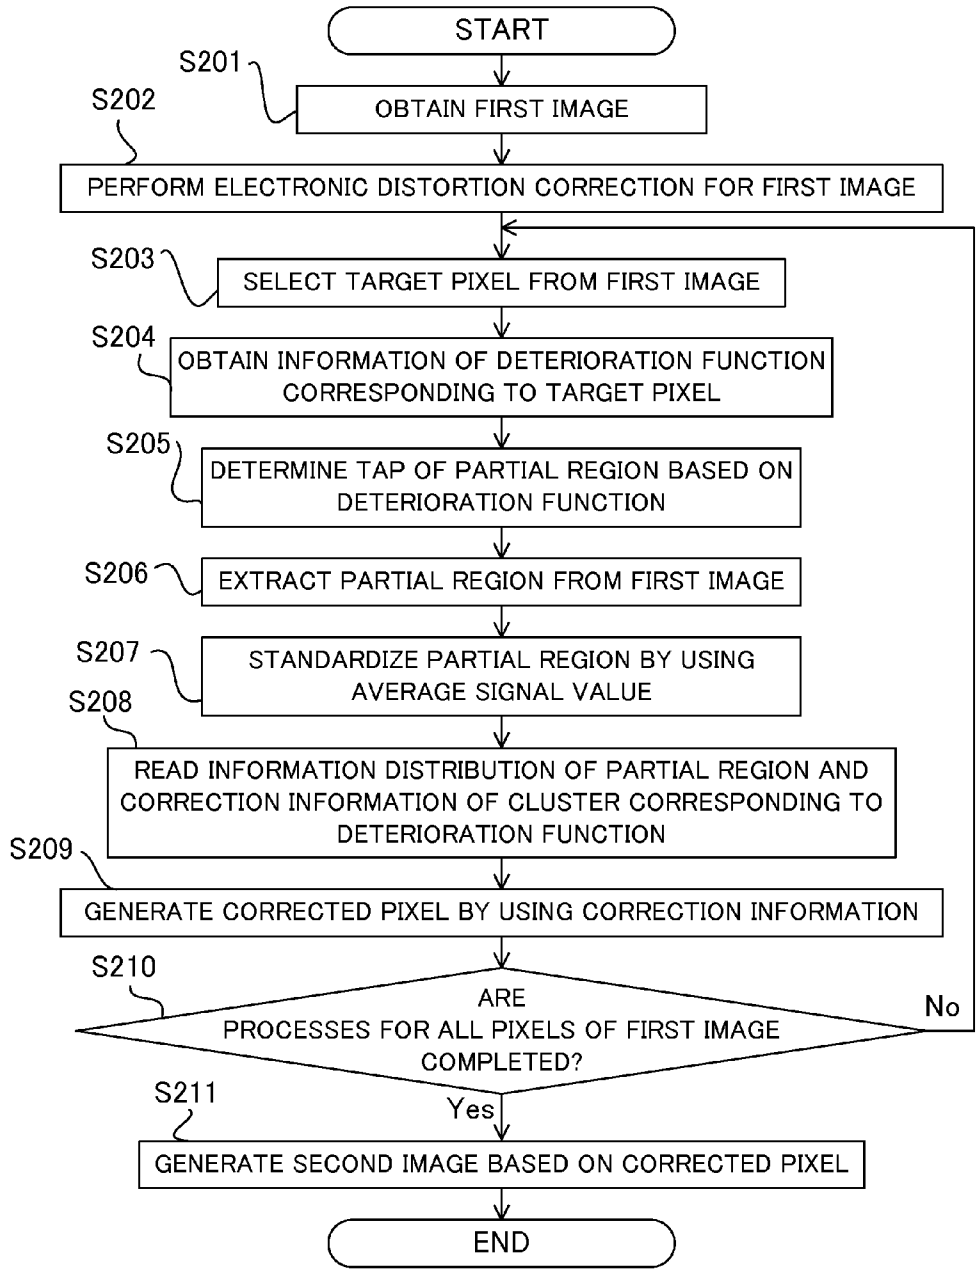 START
S201
OBTAIN FIRST IMAGE
S202
PERFORM ELECTRONIC DISTORTION CORRECTION FOR FIRST IMAGE
S203
SELECT TARGET PIXEL FROM FIRST IMAGE
S204
OBTAIN INFORMATION OF DETERIORATION FUNCTION
CORRESPONDING TO TARGET PIXEL
S205
DETERMINE TAP OF PARTIAL REGION BASED ON
DETERIORATION FUNCTION
S206
EXTRACT PARTIAL REGION FROM FIRST IMAGE
S207
STANDARDIZE PARTIAL REGION BY USING
AVERAGE SIGNAL VALUE
S208
READ INFORMATION DISTRIBUTION OF PARTIAL REGION AND
CORRECTION INFORMATION OF CLUSTER CORRESPONDING TO
DETERIORATION FUNCTION
S209
GENERATE CORRECTED PIXEL BY USING CORRECTION INFORMATION
S210
ARE
PROCESSES FOR ALL PIXELS OF FIRST IMAGE
COMPLETED?
No
Yes
S211
GENERATE SECOND IMAGE BASED ON CORRECTED PIXEL
END